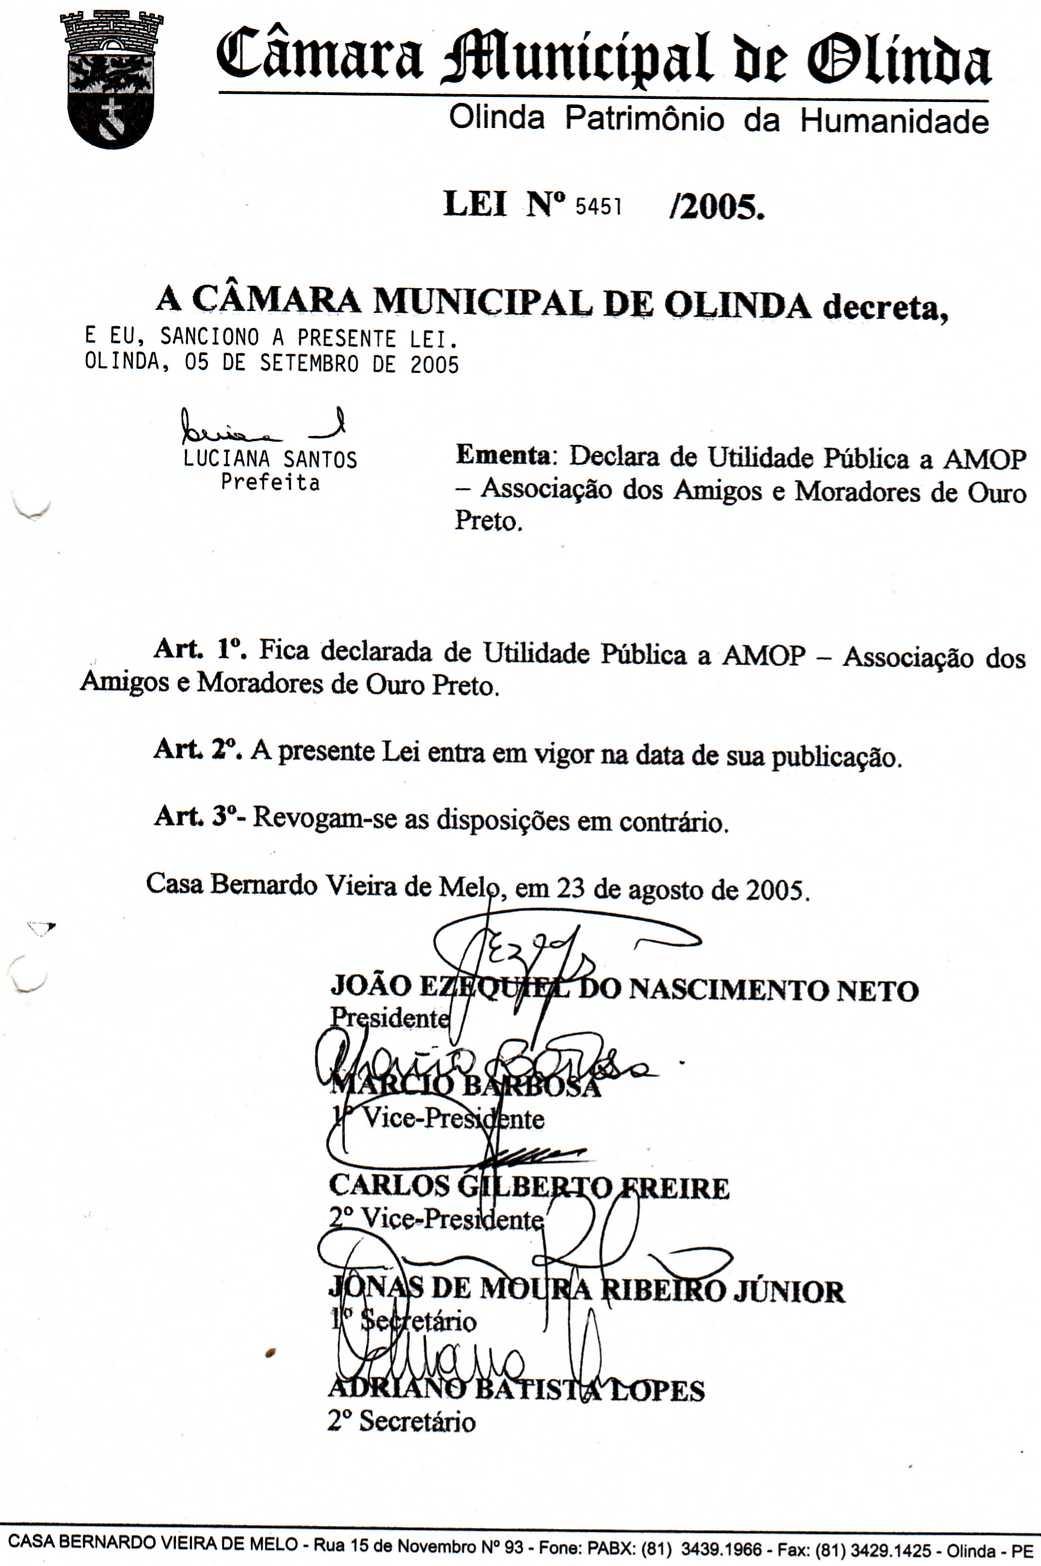 Câmara Municipal de Olinda
Olinda Patrimônio da Humanidade
LEI Nº 5451 /2005.
A CÂMARA MUNICIPAL DE OLINDA decreta,
E EU, SANCIONO A PRESENTE LEI.
OLINDA, 05 DE SETEMBRO DE 2005
LUCIANA SANTOS
Prefeita
Ementa: Declara de Utilidade Pública a AMOP
– Associação dos Amigos e Moradores de Ouro
Preto.
Art. 1º. Fica declarada de Utilidade Pública a AMOP – Associação dos
Amigos e Moradores de Ouro Preto.
Art. 2º. A presente Lei entra em vigor na data de sua publicação.
Art. 3º- Revogam-se as disposições em contrário.
Casa Bernardo Vieira de Melo, em 23 de agosto de 2005.
JOÃO EZEQUIEL DO NASCIMENTO NETO
Presidente
Márcio Barbosa
MÁRCIO BARBOSA
1º Vice-Presidente
CARLOS GILBERTO FREIRE
2º Vice-Presidente
JONAS DE MOURA RIBEIRO JÚNIOR
1º Secretário
Adriano
ADRIANO BATISTA LOPES
2º Secretário
CASA BERNARDO VIEIRA DE MELO - Rua 15 de Novembro Nº 93 - Fone: PABX: (81) 3439.1966 - Fax: (81) 3429.1425 - Olinda - PE